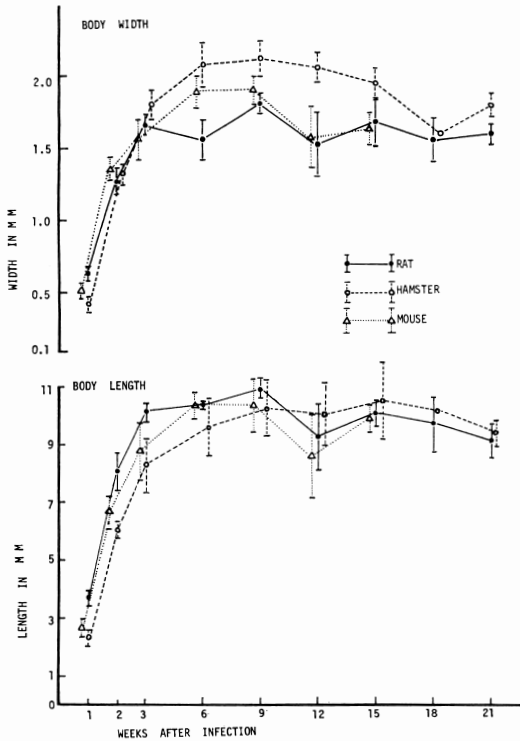 BODY WIDTH
2.0
1.5
1.0
0.5
0.1
WIDTH IN MM
RAT
HAMSTER
MOUSE
BODY LENGTH
11
9
7
5
3
1
0
LENGTH IN MM
1 2 3 6 9 12 15 18 21
WEEKS AFTER INFECTION